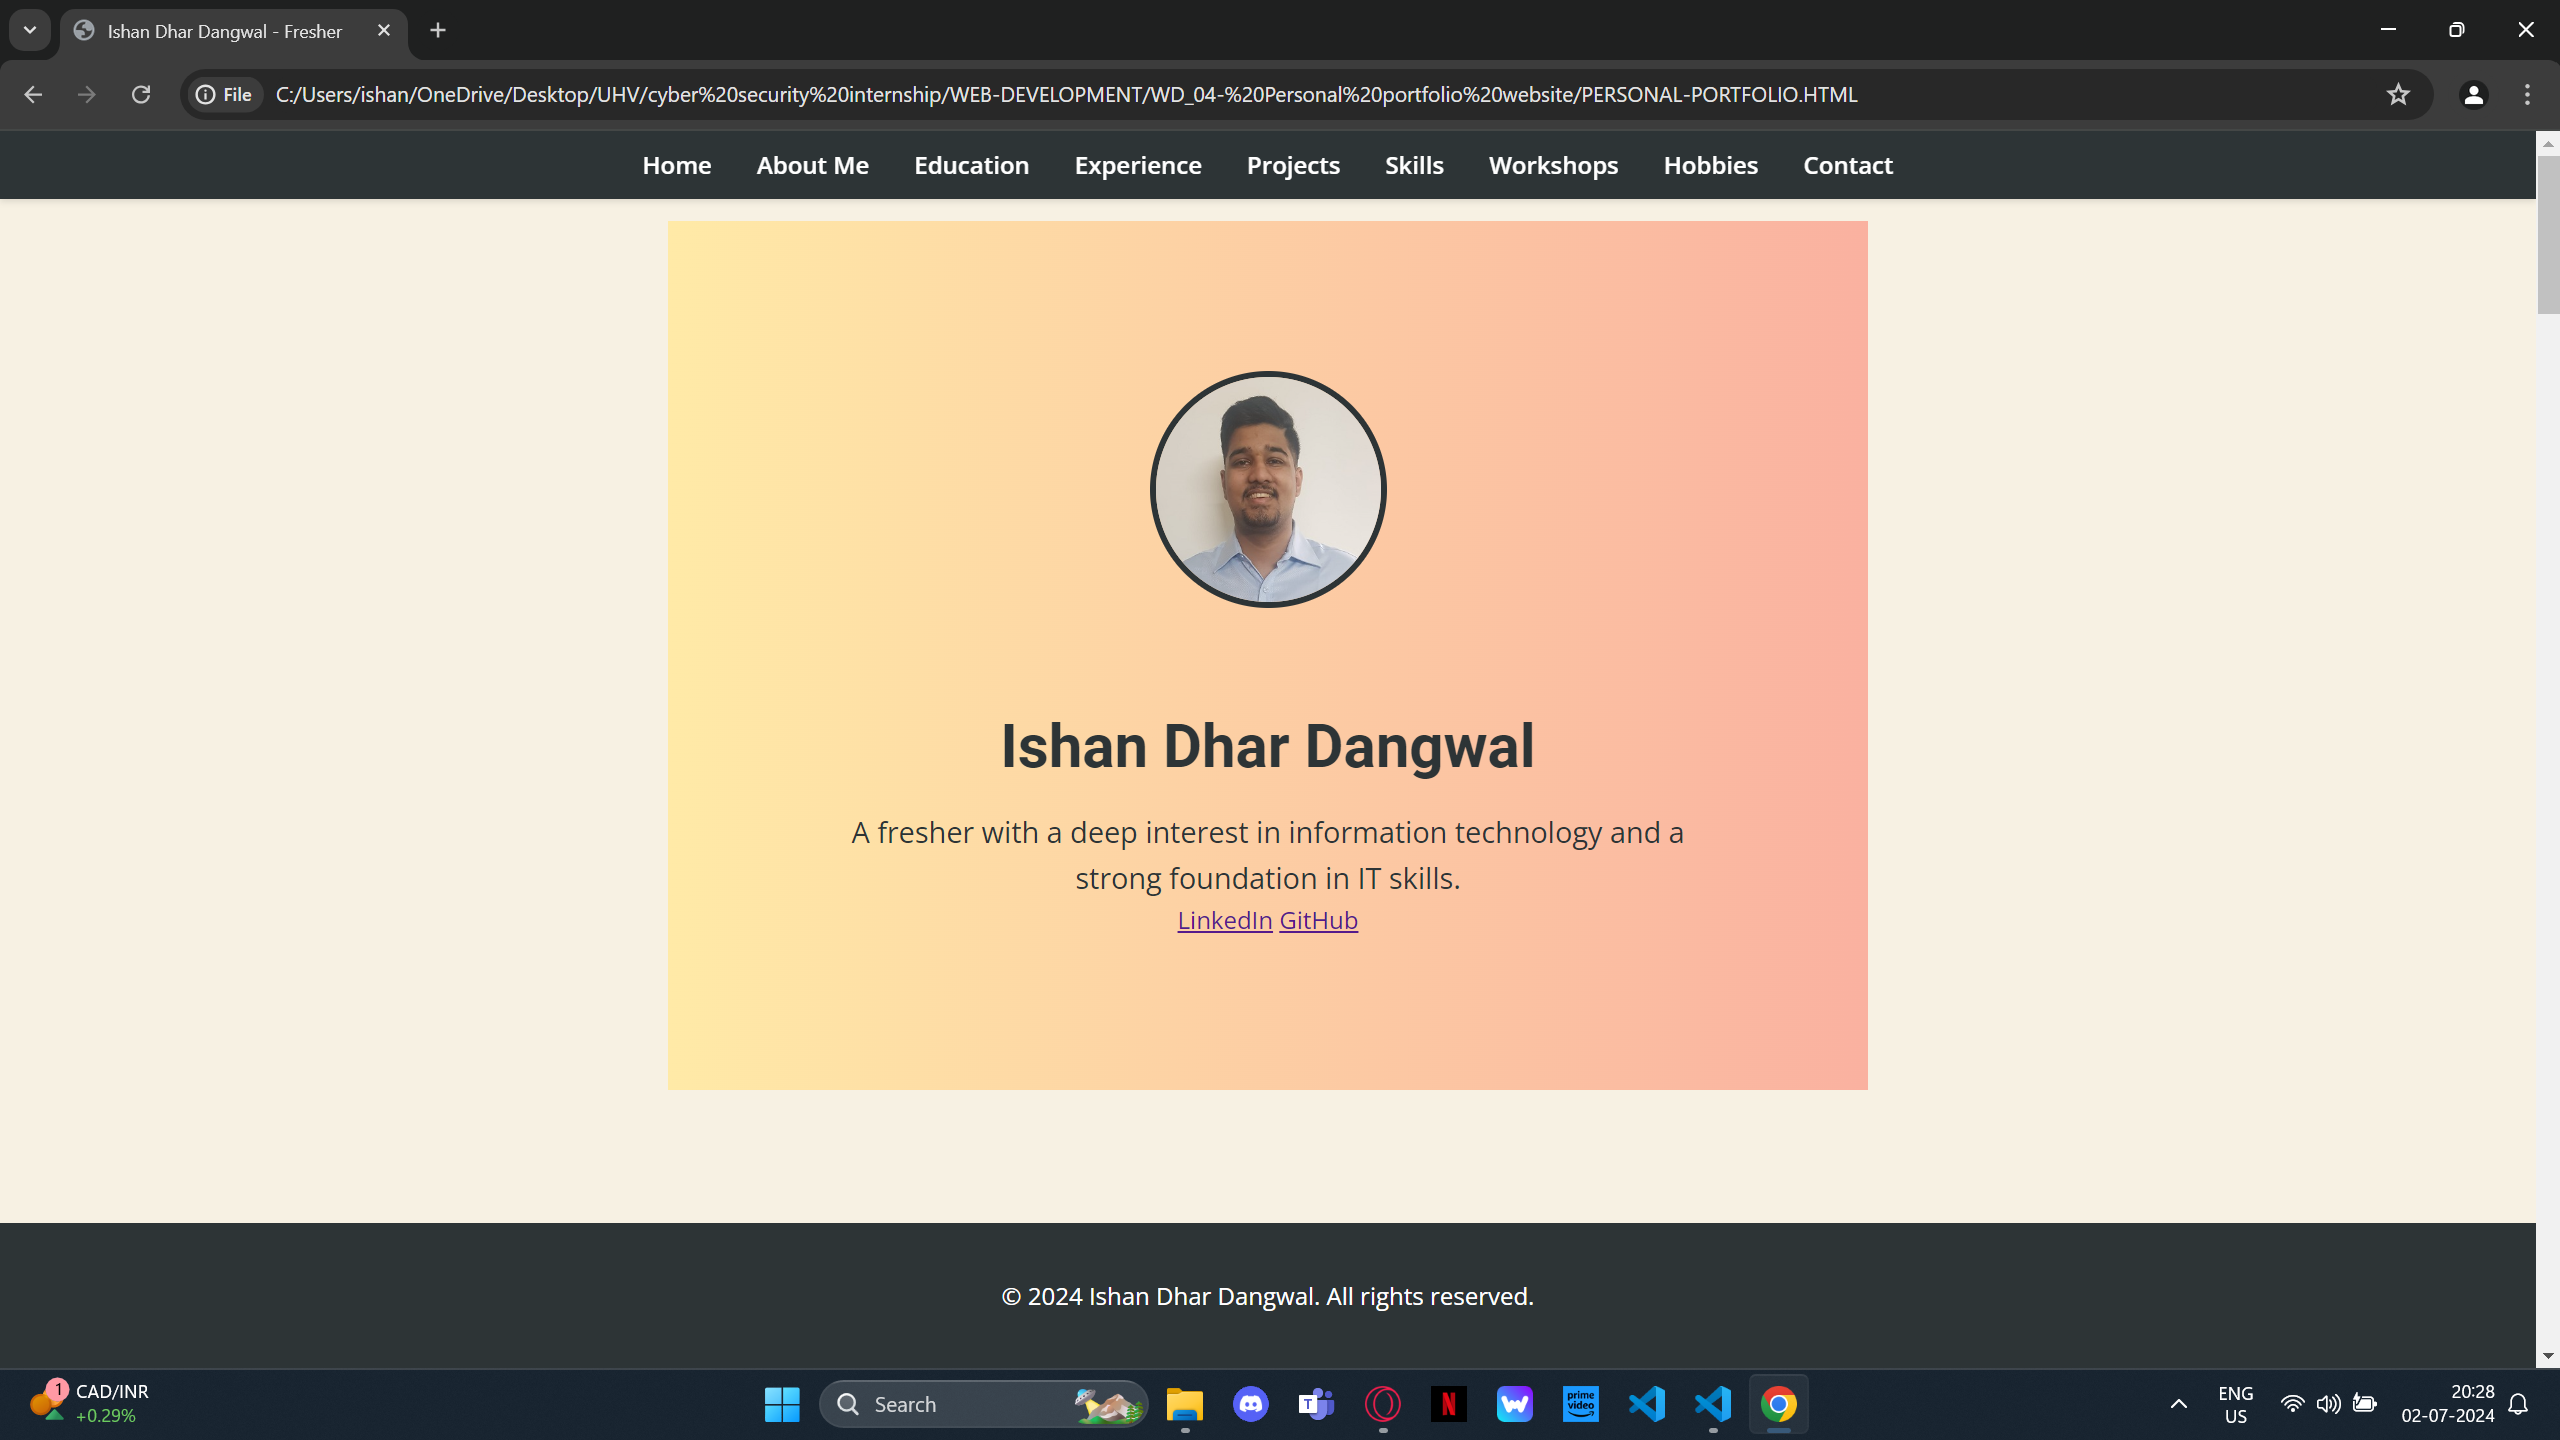 Ishan Dhar Dangwal - Fresher
File C:/Users/ishan/OneDrive/Desktop/UHV/cyber%20security%20internship/WEB-DEVELOPMENT/WD_04-%20Personal%20portfolio%20website/PERSONAL-PORTFOLIO.HTML
Home About Me Education Experience Projects Skills Workshops Hobbies Contact
Ishan Dhar Dangwal
A fresher with a deep interest in information technology and a
strong foundation in IT skills.
LinkedIn GitHub
© 2024 Ishan Dhar Dangwal. All rights reserved.
1
CAD/INR
+0.29%
Search
T
N
prime
video
ENG
US
20:28
02-07-2024